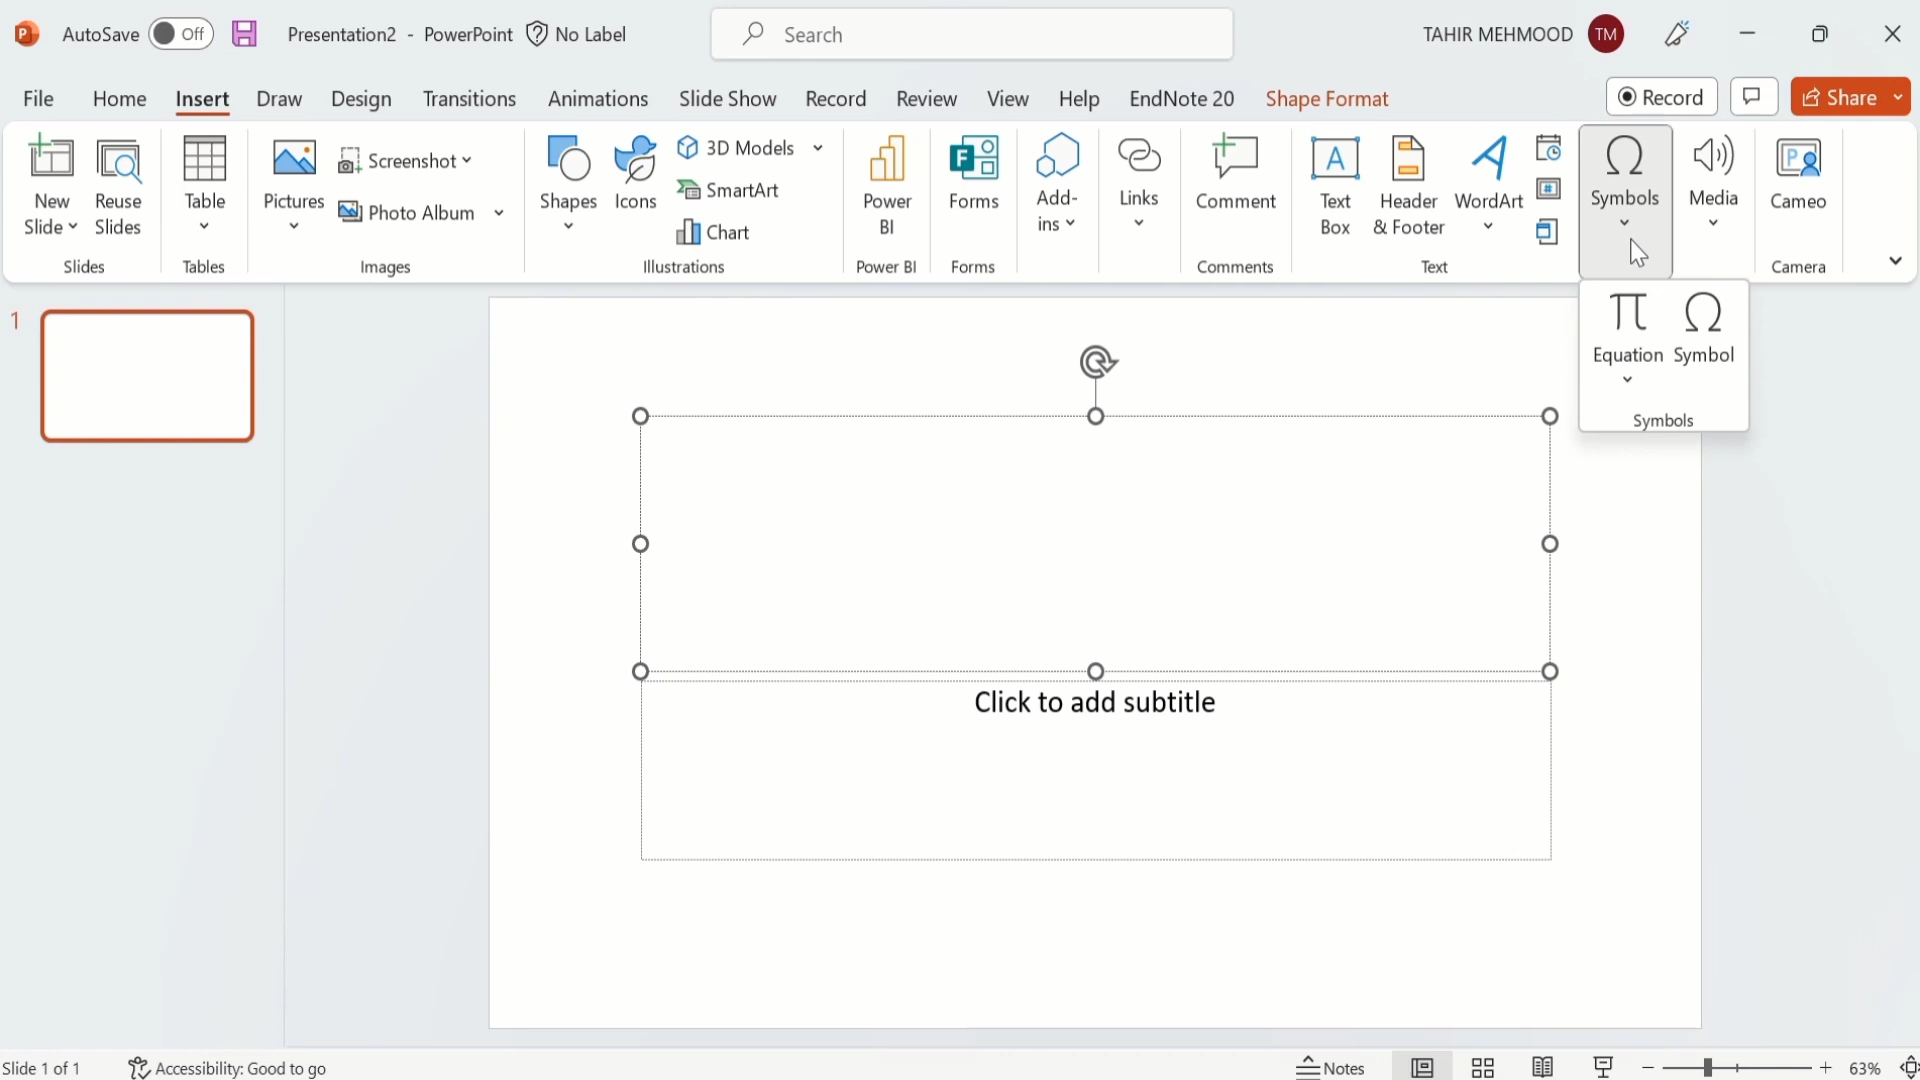 AutoSave Off Presentation2 - PowerPoint No Label Search TAHIR MEHMOOD TM
File Home Insert Draw Design Transitions Animations Slide Show Record Review View Help EndNote 20 Shape Format Record Share
New Slide Reuse Slides
Slides
Table
Tables
Pictures
Screenshot
Photo Album
Images
Shapes Icons
3D Models
SmartArt
Chart
Illustrations
Power
BI
Power BI
Forms
Forms
Add-
ins
Links
Comment
Comments
Text
Box
Header
& Footer
WordArt
Text
Symbols
Media
Cameo
Camera
Equation Symbol
Symbols
1
Click to add subtitle
Slide 1 of 1 Accessibility: Good to go Notes 63%